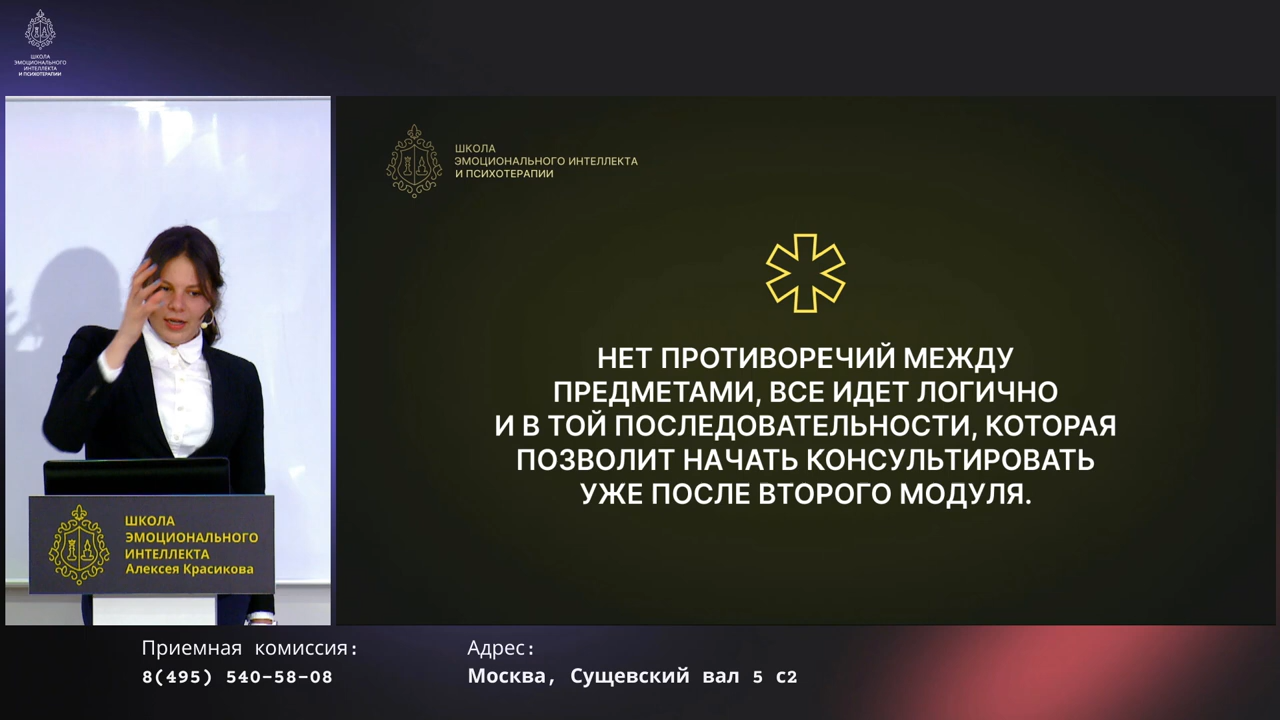 ШКОЛА
ЭМОЦИОНАЛЬНОГО
ИНТЕЛЛЕКТА
И ПСИХОТЕРАПИИ
ШКОЛА
ЭМОЦИОНАЛЬНОГО ИНТЕЛЛЕКТА
И ПСИХОТЕРАПИИ
НЕТ ПРОТИВОРЕЧИЙ МЕЖДУ
ПРЕДМЕТАМИ, ВСЕ ИДЕТ ЛОГИЧНО
И В ТОЙ ПОСЛЕДОВАТЕЛЬНОСТИ, КОТОРАЯ
ПОЗВОЛИТ НАЧАТЬ КОНСУЛЬТИРОВАТЬ
УЖЕ ПОСЛЕ ВТОРОГО МОДУЛЯ.
ШКОЛА
ЭМОЦИОНАЛЬНОГО
ИНТЕЛЛЕКТА
Алексея Красикова
Приемная комиссия:
8(495) 540-58-08
Адрес:
Москва, Сущевский вал 5 с2